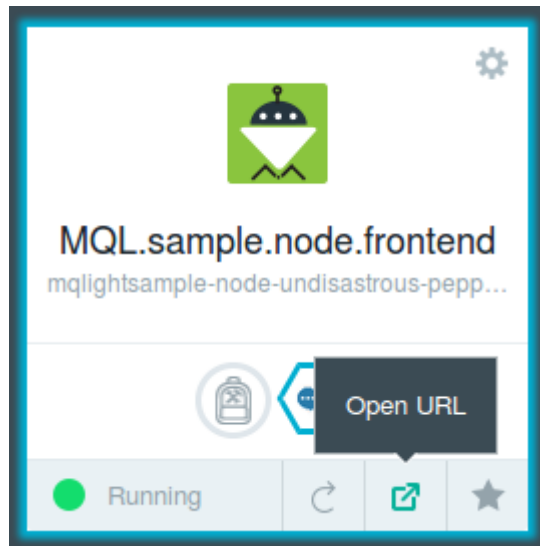 MQL.sample.node.frontend
mqlightsample-node-undisastrous-pepp...
Open URL
Running